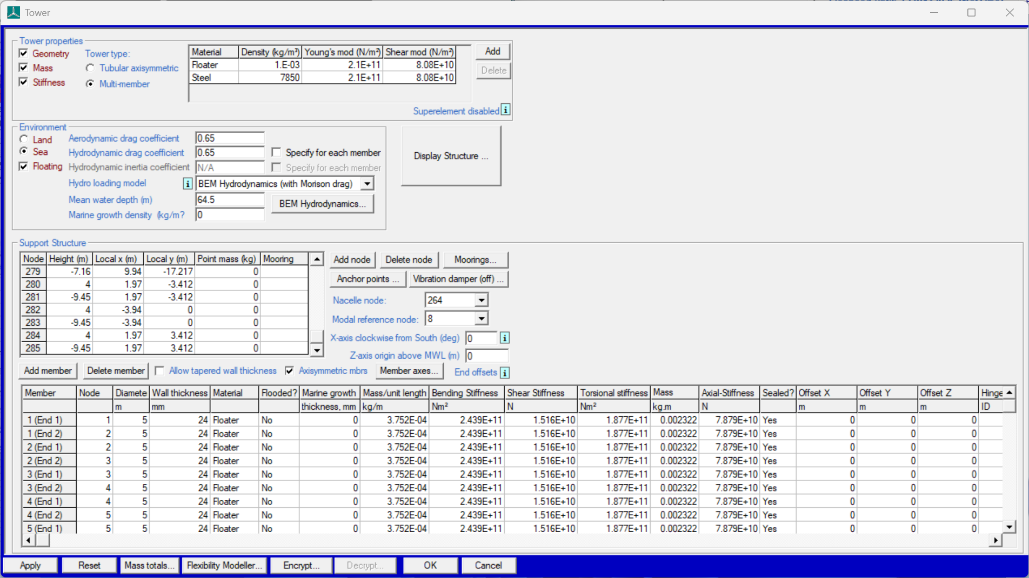 Tower
Tower properties
Geometry
Mass
Stiffness
Tower type:
Tubular axisymmetric
Multi-member
Material Density (kg/m³) Young's mod (N/m²) Shear mod (N/m²)
Floater 1.E-03 2.1E+11 8.08E+10
Steel 7850 2.1E+11 8.08E+10
Add
Delete
Superelement disabled i
Environment
Land
Sea
Floating
Aerodynamic drag coefficient 0.65
Hydrodynamic drag coefficient 0.65 Specify for each member
Hydrodynamic inertia coefficient N/A Specify for each member
Hydro loading model i BEM Hydrodynamics (with Morison drag)
Mean water depth (m) 64.5
Marine growth density (kg/m? 0
BEM Hydrodynamics...
Display Structure ...
Support Structure
Node Height (m) Local x (m) Local y (m) Point mass (kg) Mooring
279 -7.16 9.94 -17.217 0
280 4 1.97 -3.412 0
281 -9.45 1.97 -3.412 0
282 4 -3.94 0 0
283 -9.45 -3.94 0 0
284 4 1.97 3.412 0
285 -9.45 1.97 3.412 0
Add node Delete node Moorings...
Anchor points ... Vibration damper (off) ...
Nacelle node: 264
Modal reference node: 8
X-axis clockwise from South (deg) 0 i
Z-axis origin above MWL (m) 0
Add member Delete member Allow tapered wall thickness Axisymmetric mbrs Member axes... End offsets i
Member Node Diamete Wall thickness Material Flooded? Marine growth Mass/unit length Bending Stiffness Shear Stiffness Torsional stiffness Mass Axial-Stiffness Sealed? Offset X Offset Y Offset Z Hinge
m mm thickness, mm kg/m Nm² N Nm² kg.m N m m m ID
1 (End 1) 1 5 24 Floater No 0 3.752E-04 2.439E+11 1.516E+10 1.877E+11 0.002322 7.879E+10 Yes 0 0 0
1 (End 2) 2 5 24 Floater No 0 3.752E-04 2.439E+11 1.516E+10 1.877E+11 0.002322 7.879E+10 Yes 0 0 0
2 (End 1) 2 5 24 Floater No 0 3.752E-04 2.439E+11 1.516E+10 1.877E+11 0.002322 7.879E+10 Yes 0 0 0
2 (End 2) 3 5 24 Floater No 0 3.752E-04 2.439E+11 1.516E+10 1.877E+11 0.002322 7.879E+10 Yes 0 0 0
3 (End 1) 3 5 24 Floater No 0 3.752E-04 2.439E+11 1.516E+10 1.877E+11 0.002322 7.879E+10 Yes 0 0 0
3 (End 2) 4 5 24 Floater No 0 3.752E-04 2.439E+11 1.516E+10 1.877E+11 0.002322 7.879E+10 Yes 0 0 0
4 (End 1) 4 5 24 Floater No 0 3.752E-04 2.439E+11 1.516E+10 1.877E+11 0.002322 7.879E+10 Yes 0 0 0
4 (End 2) 5 5 24 Floater No 0 3.752E-04 2.439E+11 1.516E+10 1.877E+11 0.002322 7.879E+10 Yes 0 0 0
5 (End 1) 5 5 24 Floater No 0 3.752E-04 2.439E+11 1.516E+10 1.877E+11 0.002322 7.879E+10 Yes 0 0 0
Apply Reset Mass totals... Flexibility Modeller... Encrypt... Decrypt... OK Cancel